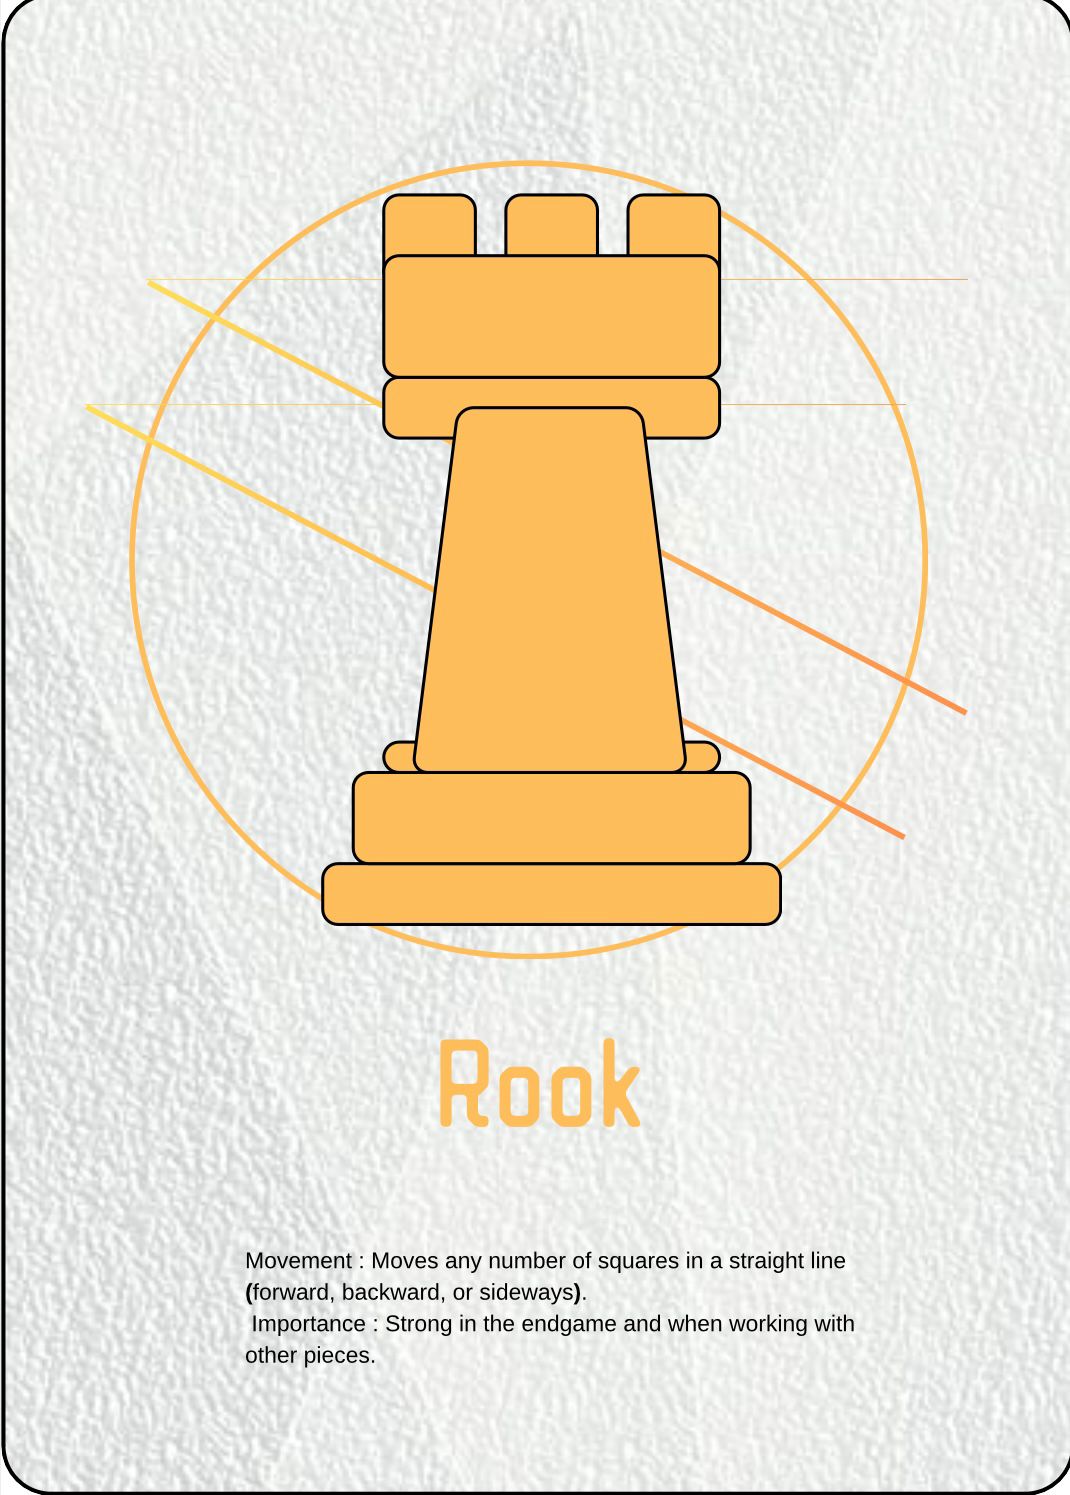 Rook
Movement : Moves any number of squares in a straight line
(forward, backward, or sideways).
Importance : Strong in the endgame and when working with
other pieces.